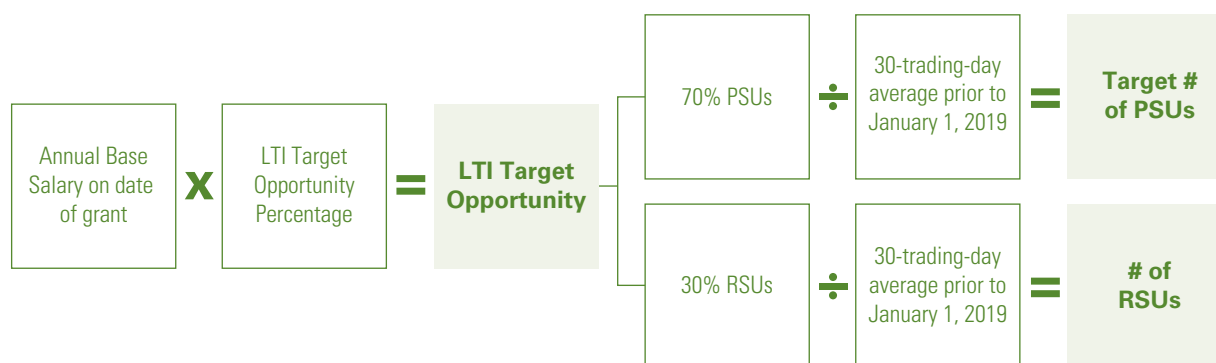 Annual Base
Salary on date
of grant
x
LTI Target
Opportunity
Percentage
=
LTI Target
Opportunity
70% PSUs
÷
30-trading-day
average prior to
January 1, 2019
=
Target #
of PSUs
30% RSUs
÷
30-trading-day
average prior to
January 1, 2019
=
# of
RSUs